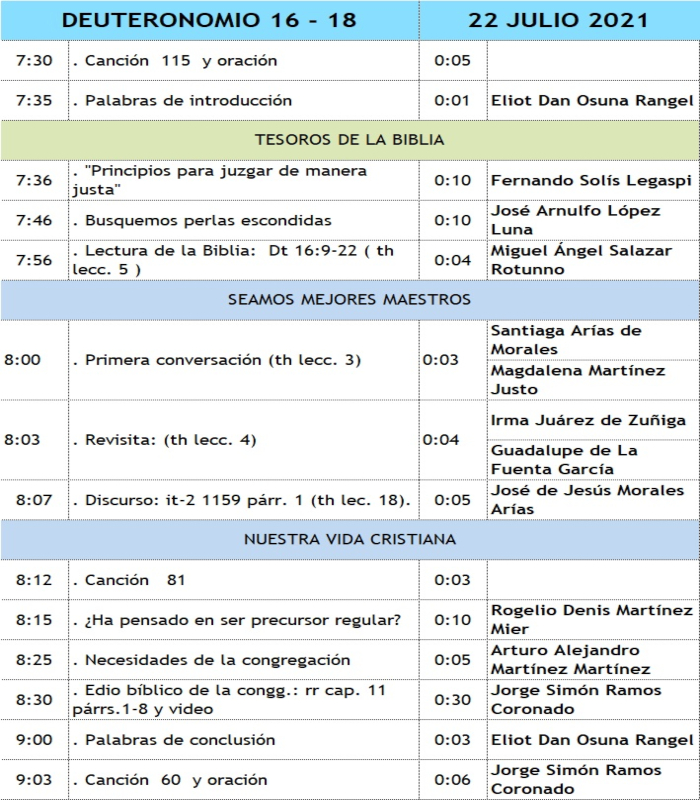 DEUTERONOMIO 16 - 18 22 JULIO 2021
7:30 . Canción 115 y oración 0:05
7:35 . Palabras de introducción 0:01 Eliot Dan Osuna Rangel
TESOROS DE LA BIBLIA
7:36 . "Principios para juzgar de manera
justa" 0:10 Fernando Solís Legaspi
7:46 . Busquemos perlas escondidas 0:10 José Arnulfo López
Luna
7:56 . Lectura de la Biblia: Dt 16:9-22 ( th
lecc. 5 ) 0:04 Miguel Ángel Salazar
Rotunno
SEAMOS MEJORES MAESTROS
8:00 . Primera conversación (th lecc. 3) 0:03 Santiaga Arías de
Morales
Magdalena Martínez
Justo
8:03 . Revisita: (th lecc. 4) 0:04 Irma Juárez de Zuñiga
Guadalupe de La
Fuenta García
8:07 . Discurso: it-2 1159 párr. 1 (th lec. 18). 0:05 José de Jesús Morales
Arías
NUESTRA VIDA CRISTIANA
8:12 . Canción 81 0:03
8:15 . ¿Ha pensado en ser precursor regular? 0:10 Rogelio Denis Martínez
Mier
8:25 . Necesidades de la congregación 0:05 Arturo Alejandro
Martínez Martínez
8:30 . Edio bíblico de la congg.: rr cap. 11
párrs.1-8 y video 0:30 Jorge Simón Ramos
Coronado
9:00 . Palabras de conclusión 0:03 Eliot Dan Osuna Rangel
9:03 . Canción 60 y oración 0:06 Jorge Simón Ramos
Coronado